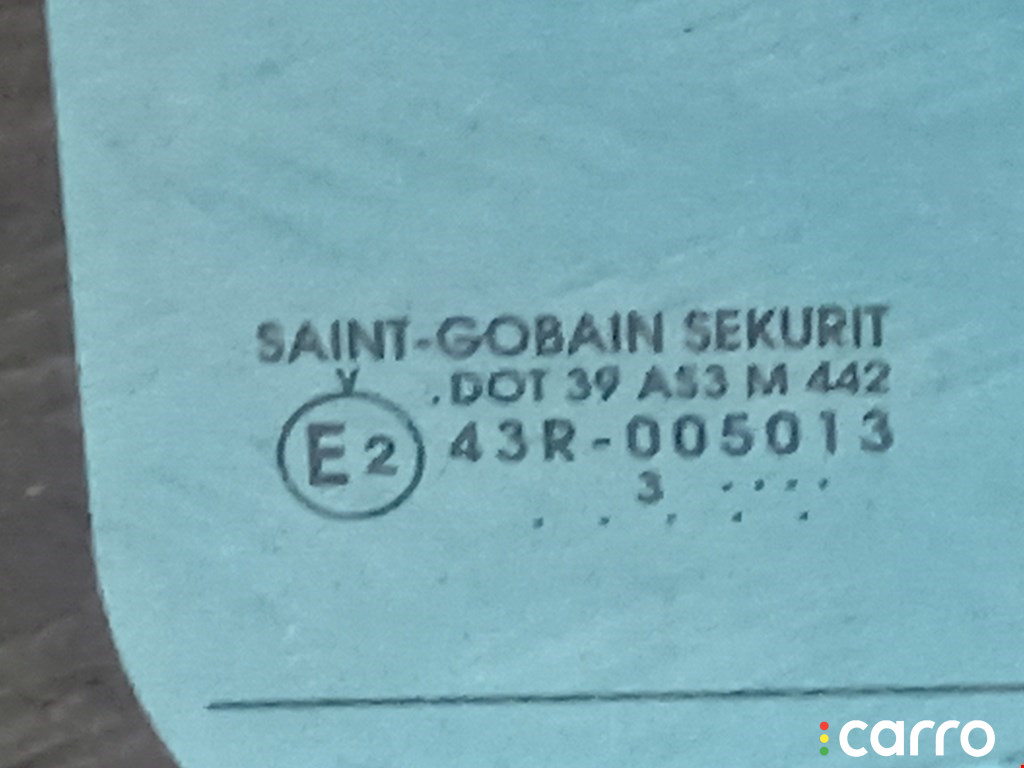 SAINT-GOBAIN SEKURIT
V
.DOT 39 AS3 M 442
E2 43R-005013
3 ....
. . . . .
carro